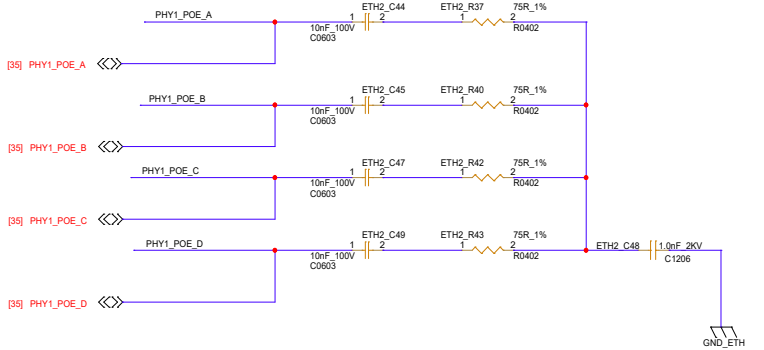 ETH2_C44 ETH2_R37 75R_1%
PHY1_POE_A 1 2 1 2
10nF_100V R0402
C0603
[35] PHY1_POE_A
ETH2_C45 ETH2_R40 75R_1%
PHY1_POE_B 1 2 1 2
10nF_100V R0402
C0603
[35] PHY1_POE_B
ETH2_C47 ETH2_R42 75R_1%
PHY1_POE_C 1 2 1 2
10nF_100V R0402
C0603
[35] PHY1_POE_C
ETH2_C49 ETH2_R43 75R_1%
PHY1_POE_D 1 2 1 2 ETH2_C48 1.0nF_2KV
10nF_100V R0402 C1206
C0603
[35] PHY1_POE_D
GND_ETH